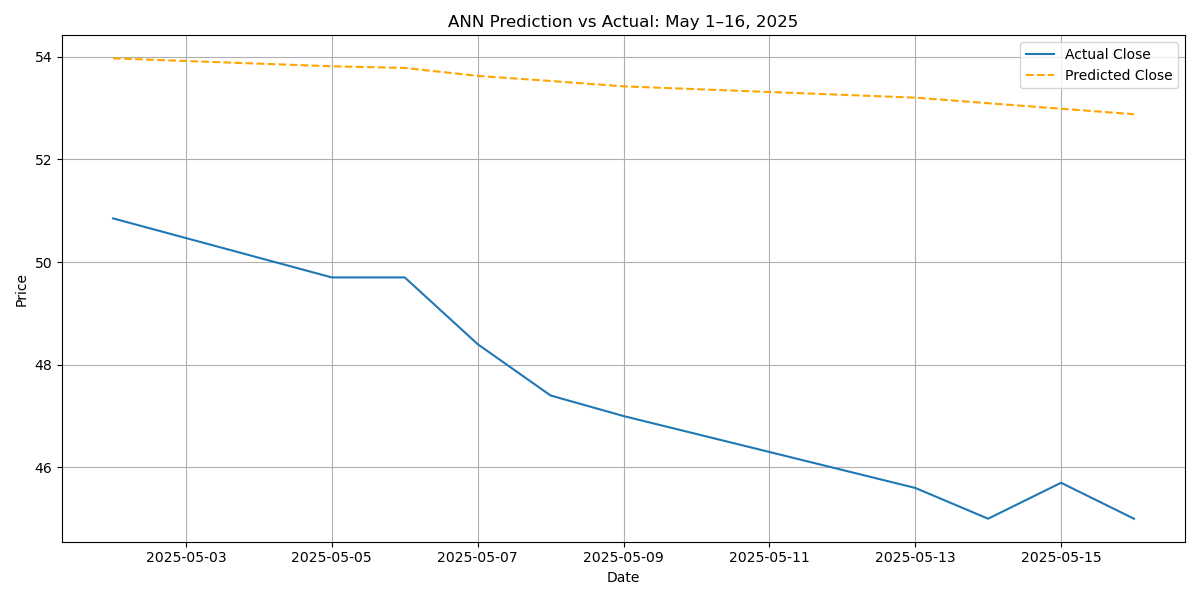 ANN Prediction vs Actual: May 1–16, 2025
Actual Close
Predicted Close
Price
54
52
50
48
46
2025-05-03
2025-05-05
2025-05-07
2025-05-09
2025-05-11
2025-05-13
2025-05-15
Date